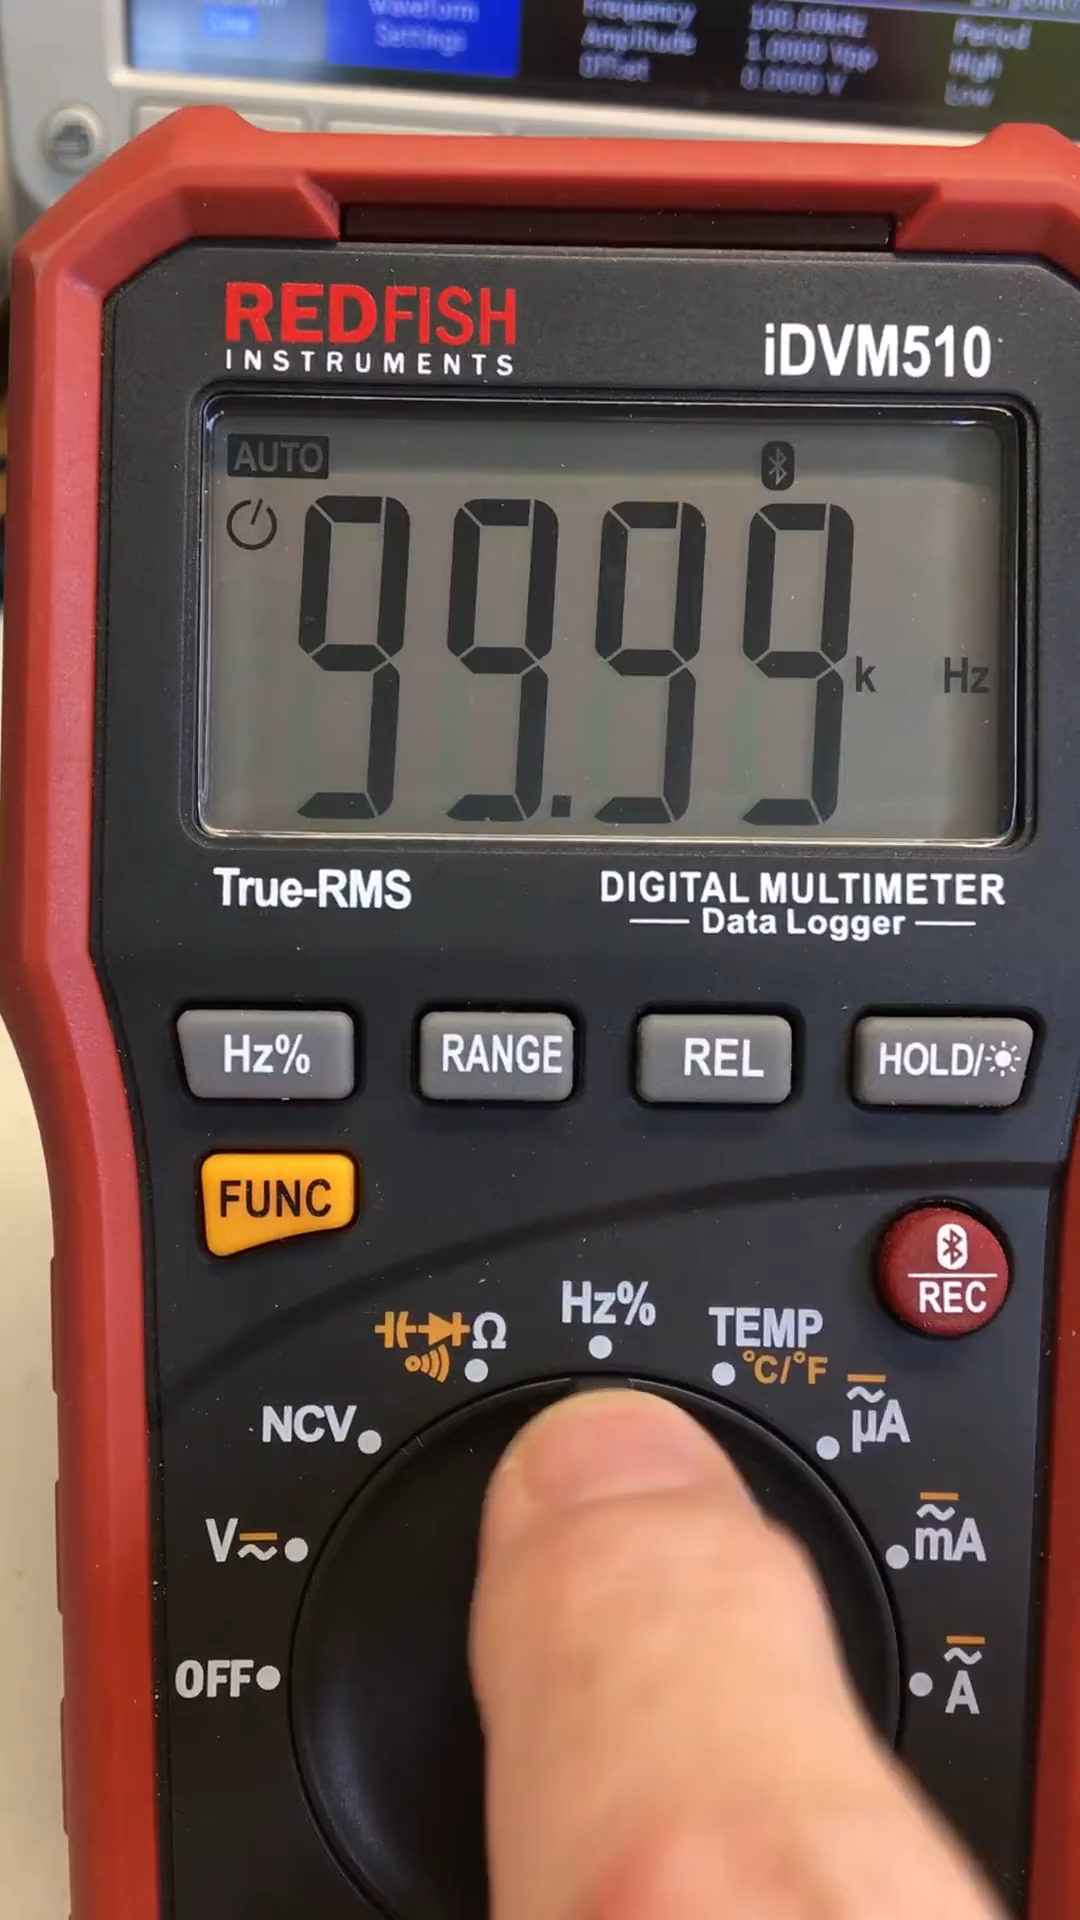 Sine
Waveform
Settings
Frequency
Amplitude
Offset
100.00kHz
1.0000 Vpp
0.0000 V
Period
High
Low
REDFISH
INSTRUMENTS
iDVM510
AUTO
99.99
k Hz
True-RMS
DIGITAL MULTIMETER
Data Logger
Hz%
RANGE
REL
HOLD/
FUNC
REC
Ω
Hz%
TEMP
°C/°F
NCV
µA
V
mA
OFF
A